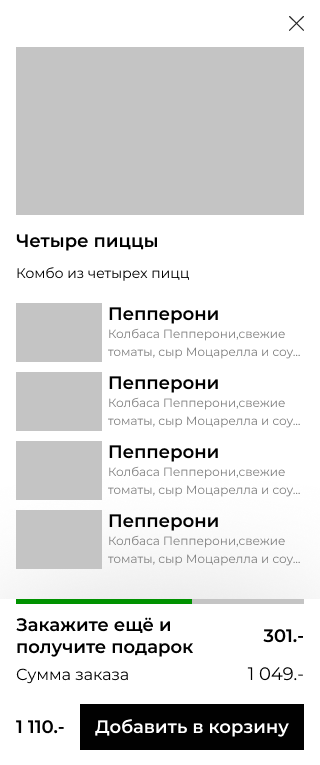 Четыре пиццы
Комбо из четырех пицц
Пепперони
Колбаса Пепперони,свежие
томаты, сыр Моцарелла и соу...
Пепперони
Колбаса Пепперони,свежие
томаты, сыр Моцарелла и соу...
Пепперони
Колбаса Пепперони,свежие
томаты, сыр Моцарелла и соу...
Пепперони
Колбаса Пепперони,свежие
томаты, сыр Моцарелла и соу...
Закажите ещё и
получите подарок
301.-
Сумма заказа
1 049.-
1 110.-
Добавить в корзину